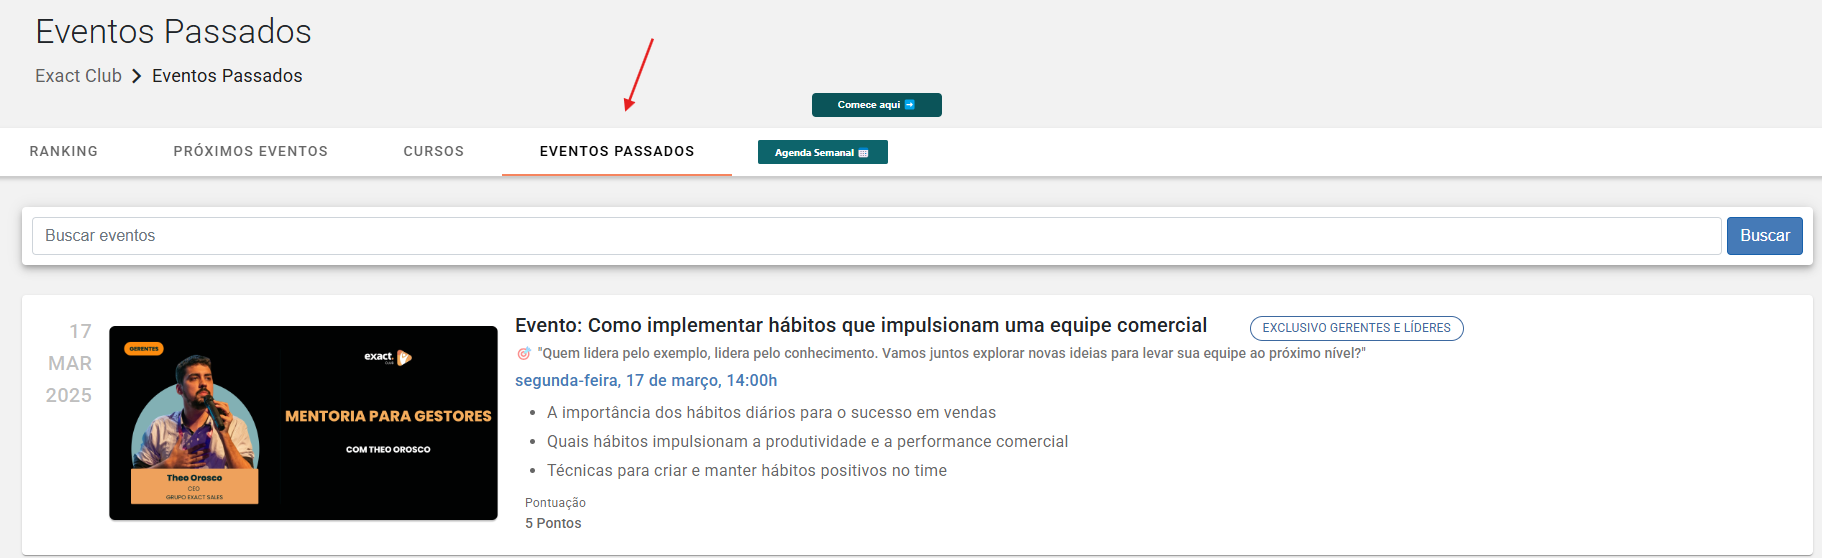 Eventos Passados
Exact Club > Eventos Passados
Comece aqui ➡️
RANKING
PRÓXIMOS EVENTOS
CURSOS
EVENTOS PASSADOS
Agenda Semanal 📅
Buscar eventos
Buscar
17
MAR
2025
GERENTES
exact.
CLUB
MENTORIA PARA GESTORES
COM THEO OROSCO
Theo Orosco
CEO
GRUPO EXACT SALES
Evento: Como implementar hábitos que impulsionam uma equipe comercial
EXCLUSIVO GERENTES E LÍDERES
🎯 "Quem lidera pelo exemplo, lidera pelo conhecimento. Vamos juntos explorar novas ideias para levar sua equipe ao próximo nível?"
segunda-feira, 17 de março, 14:00h
• A importância dos hábitos diários para o sucesso em vendas
• Quais hábitos impulsionam a produtividade e a performance comercial
• Técnicas para criar e manter hábitos positivos no time
Pontuação
5 Pontos